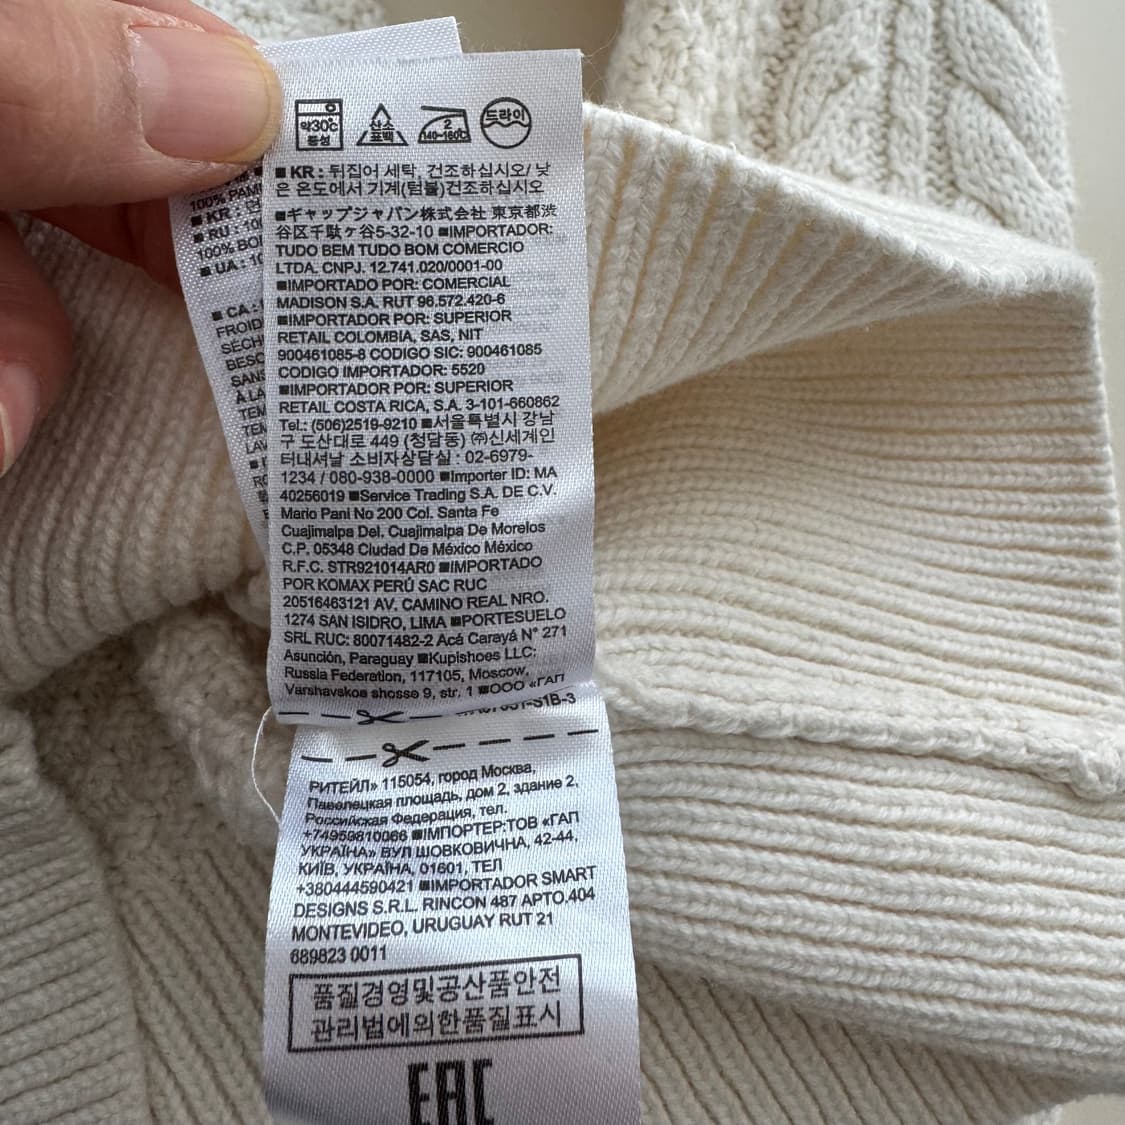 약30℃
중성
산소
표백
2
140~160℃
드라이
■ KR : 뒤집어 세탁, 건조하십시오/ 낮
은 온도에서 기계(텀블)건조하십시오
■ギャップジャパン株式会社 東京都渋
谷区千駄ヶ谷5-32-10 ■IMPORTADOR:
TUDO BEM TUDO BOM COMERCIO
LTDA. CNPJ. 12.741.020/0001-00
■IMPORTADO POR: COMERCIAL
MADISON S.A. RUT 96.572.420-6
■IMPORTADOR POR: SUPERIOR
RETAIL COLOMBIA, SAS, NIT
900461085-8 CODIGO SIC: 900461085
CODIGO IMPORTADOR: 5520
■IMPORTADOR POR: SUPERIOR
RETAIL COSTA RICA, S.A. 3-101-660862
Tel.: (506)2519-9210 ■서울특별시 강남
구 도산대로 449 (청담동) ㈜신세계인
터내셔날 소비자상담실 : 02-6979-
1234 / 080-938-0000 ■Importer ID: MA
40256019 ■Service Trading S.A. DE C.V.
Mario Pani No 200 Col. Santa Fe
Cuajimalpa Del. Cuajimalpa De Morelos
C.P. 05348 Ciudad De México México
R.F.C. STR921014AR0 ■IMPORTADO
POR KOMAX PERÚ SAC RUC
20516463121 AV. CAMINO REAL NRO.
1274 SAN ISIDRO, LIMA ■PORTESUELO
SRL RUC: 80071482-2 Acá Carayá N° 271
Asunción, Paraguay ■Kupishoes LLC:
Russia Federation, 117105, Moscow,
Varshavskoe shosse 9, str. 1 ■ООО «ГАП
РИТЕЙЛ» 115054, город Москва,
Павелецкая площадь, дом 2, здание 2,
Российская Федерация, тел.
+74959810066 ■ІМПОРТЕР:ТОВ «ГАП
УКРАЇНА» ВУЛ ШОВКОВИЧНА, 42-44,
КИЇВ, УКРАЇНА, 01601, ТЕЛ
+380444590421 ■IMPORTADOR SMART
DESIGNS S.R.L. RINCON 487 APTO.404
MONTEVIDEO, URUGUAY RUT 21
689823 0011
품질경영및공산품안전
관리법에의한품질표시
EAC
100%
■ KR :
■ RU :
100%
■ UA :
■ CA :